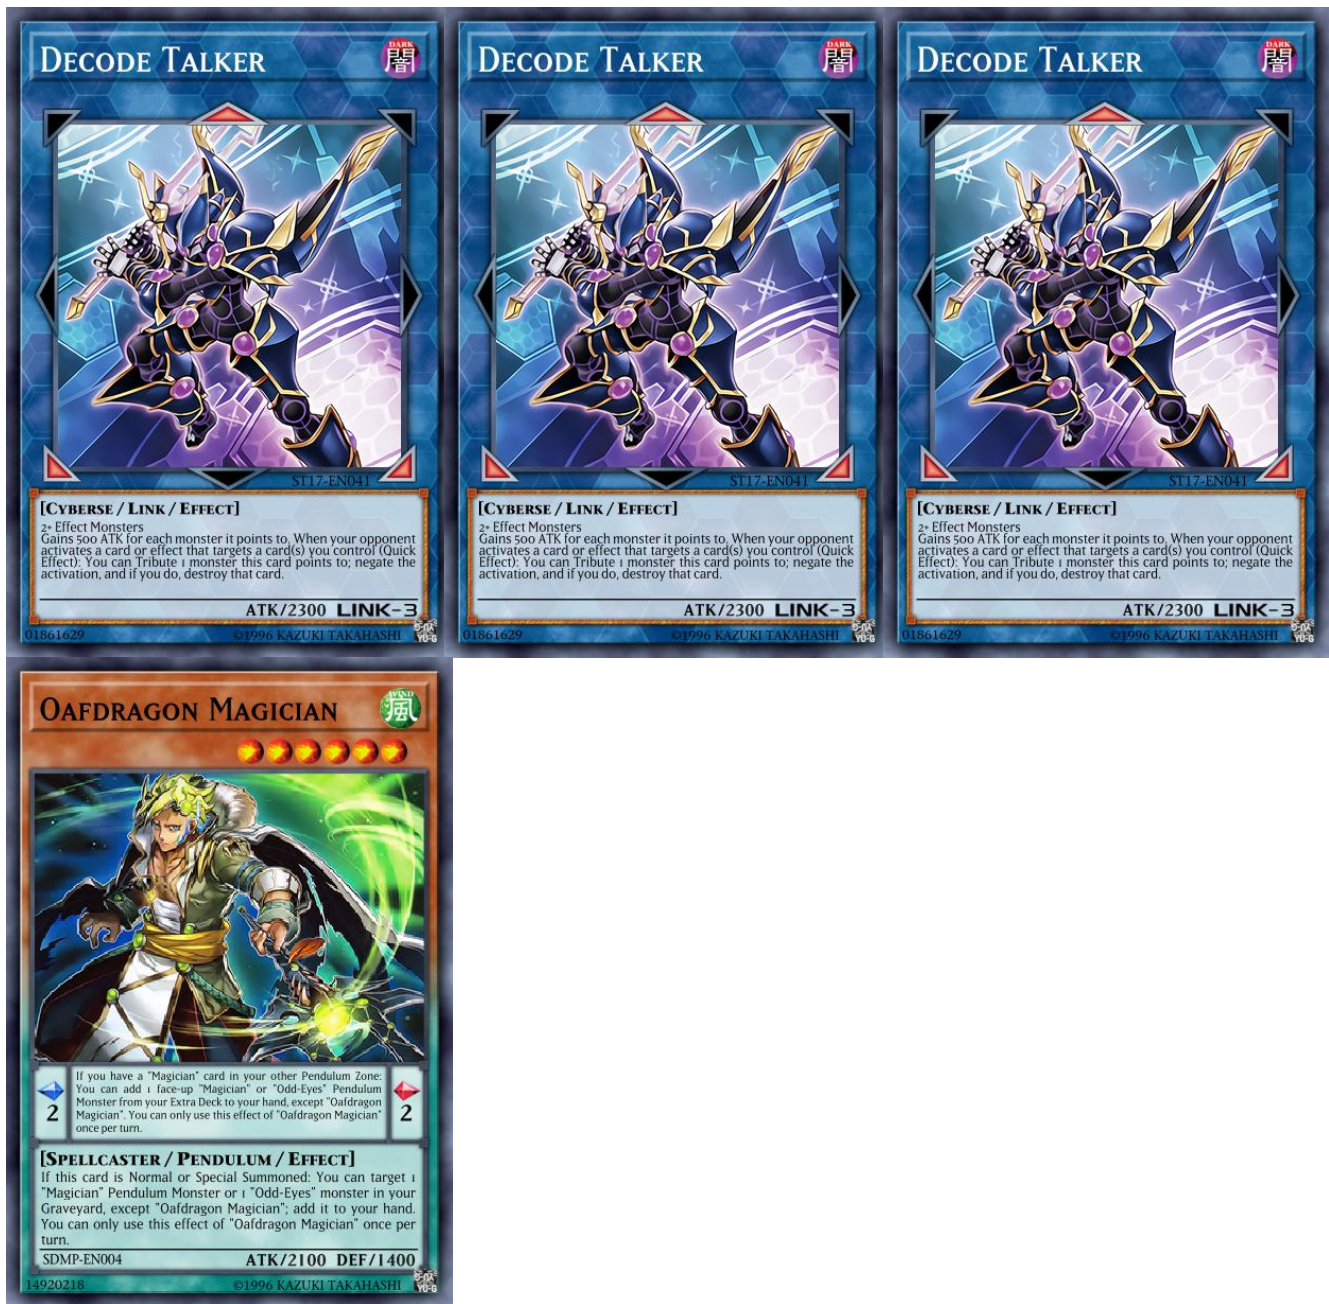 DECODE TALKER
DARK
闇
ST17-EN041
[CYBERSE / LINK / EFFECT]
2+ Effect Monsters
Gains 500 ATK for each monster it points to. When your opponent
activates a card or effect that targets a card(s) you control (Quick
Effect): You can Tribute 1 monster this card points to; negate the
activation, and if you do, destroy that card.
ATK/2300 LINK-3
01861629 ©1996 KAZUKI TAKAHASHI
DECODE TALKER
DARK
闇
ST17-EN041
[CYBERSE / LINK / EFFECT]
2+ Effect Monsters
Gains 500 ATK for each monster it points to. When your opponent
activates a card or effect that targets a card(s) you control (Quick
Effect): You can Tribute 1 monster this card points to; negate the
activation, and if you do, destroy that card.
ATK/2300 LINK-3
01861629 ©1996 KAZUKI TAKAHASHI
DECODE TALKER
DARK
闇
ST17-EN041
[CYBERSE / LINK / EFFECT]
2+ Effect Monsters
Gains 500 ATK for each monster it points to. When your opponent
activates a card or effect that targets a card(s) you control (Quick
Effect): You can Tribute 1 monster this card points to; negate the
activation, and if you do, destroy that card.
ATK/2300 LINK-3
01861629 ©1996 KAZUKI TAKAHASHI
OAFDRAGON MAGICIAN
WIND
風
If you have a "Magician" card in your other Pendulum Zone:
You can add 1 face-up "Magician" or "Odd-Eyes" Pendulum
Monster from your Extra Deck to your hand, except "Oafdragon
Magician". You can only use this effect of "Oafdragon Magician"
once per turn.
2
2
[SPELLCASTER / PENDULUM / EFFECT]
If this card is Normal or Special Summoned: You can target 1
"Magician" Pendulum Monster or 1 "Odd-Eyes" monster in your
Graveyard, except "Oafdragon Magician"; add it to your hand.
You can only use this effect of "Oafdragon Magician" once per
turn.
SDMP-EN004 ATK/2100 DEF/1400
14920218 ©1996 KAZUKI TAKAHASHI